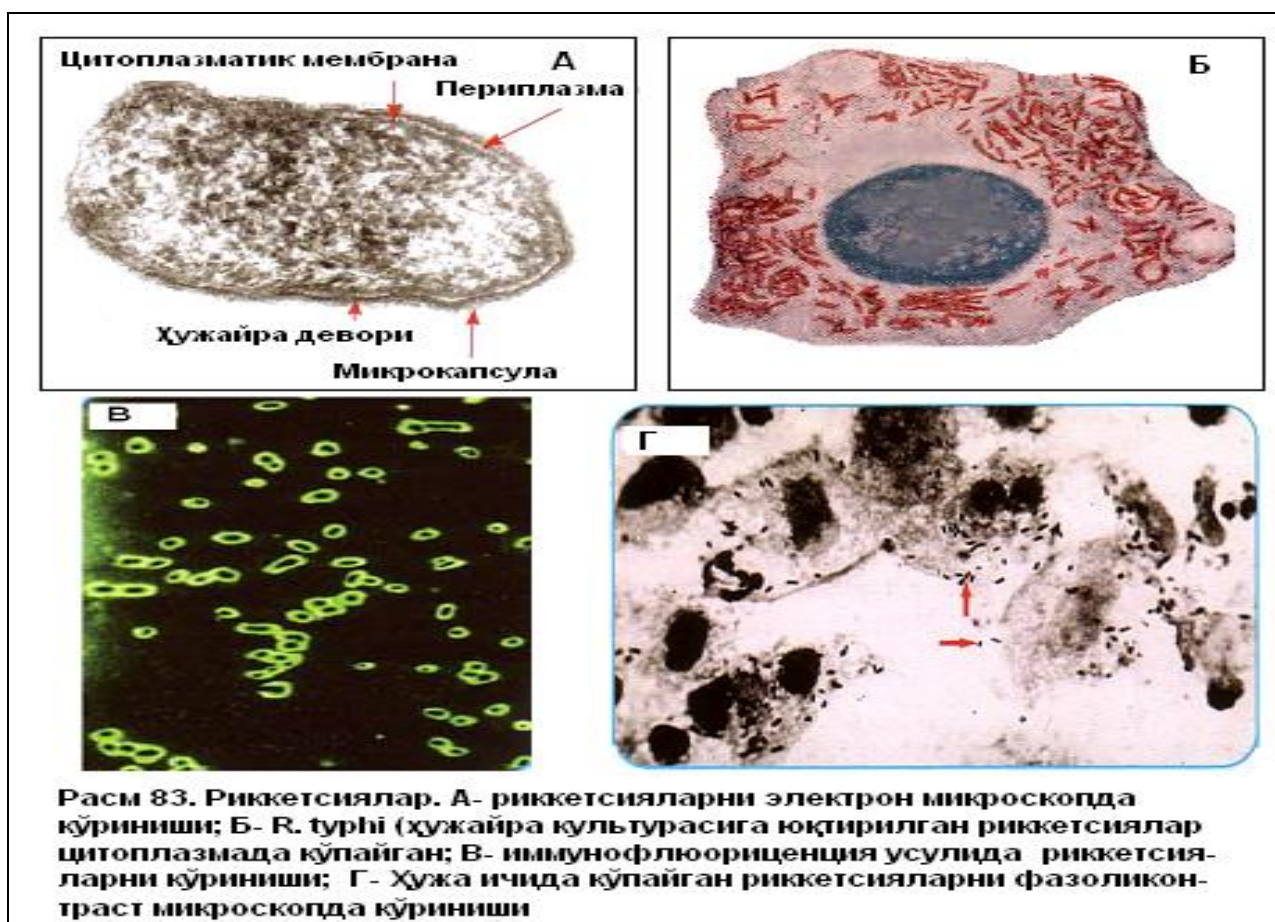 Цитоплазматик мембрана
А
Периплазма
Ҳужайра девори
Микрокапсула
Б
В
Г
Расм 83. Риккетсиялар. А- риккетсияларни электрон микроскопда
кўриниши; Б- R. typhi (ҳужайра культурасига юқтирилган риккетсиялар
цитоплазмада кўпайган; В- иммунофлюориценция усулида риккетсия-
ларни кўриниши; Г- Ҳужа ичида кўпайган риккетсияларни фазоликон-
траст микроскопда кўриниши